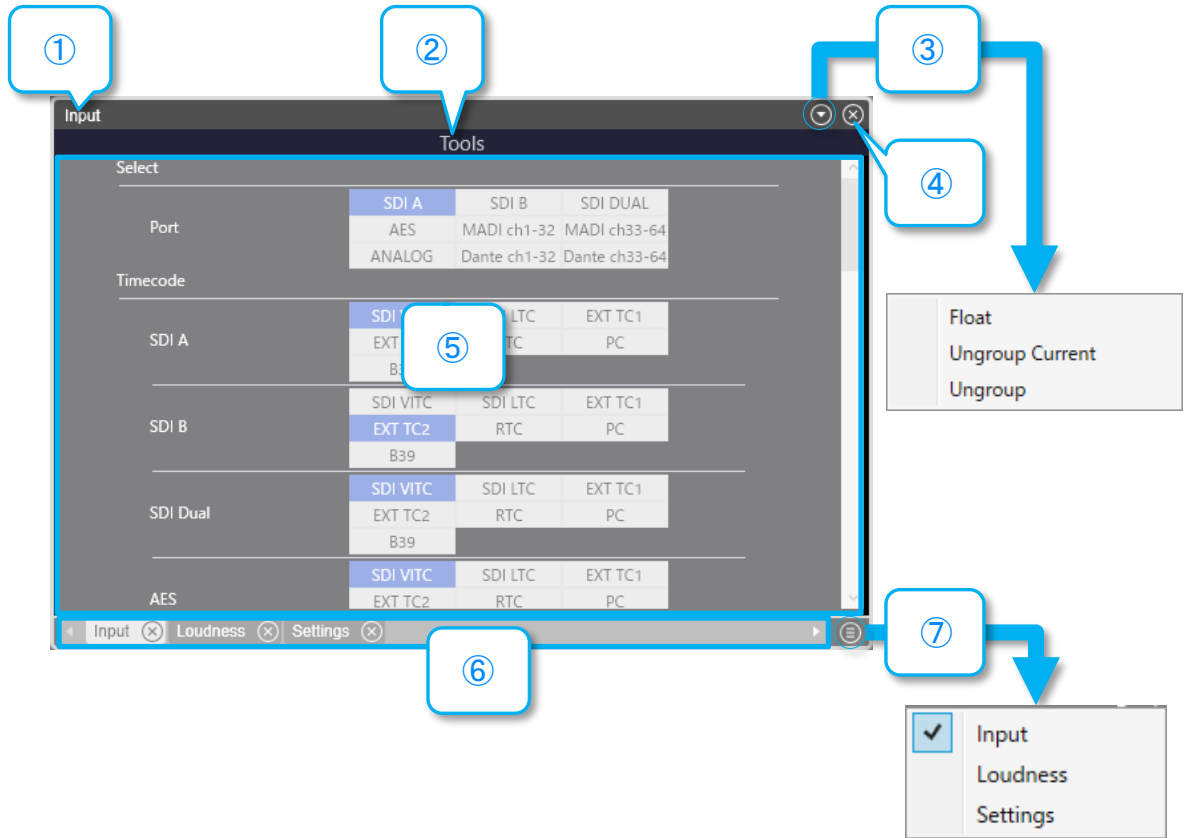 ① ② ③
Input
Tools
④
Select
SDI A SDI B SDI DUAL
Port AES MADI ch1-32 MADI ch33-64
ANALOG Dante ch1-32 Dante ch33-64
Timecode
SDI LTC EXT TC1
SDI A EXT ⑤ PC
SDI VITC SDI LTC EXT TC1
SDI B EXT TC2 RTC PC
B39
SDI VITC SDI LTC EXT TC1
SDI Dual EXT TC2 RTC PC
B39
SDI VITC SDI LTC EXT TC1
AES EXT TC2 RTC PC
Input Loudness Settings
⑥
Float
Ungroup Current
Ungroup
⑦
Input
Loudness
Settings